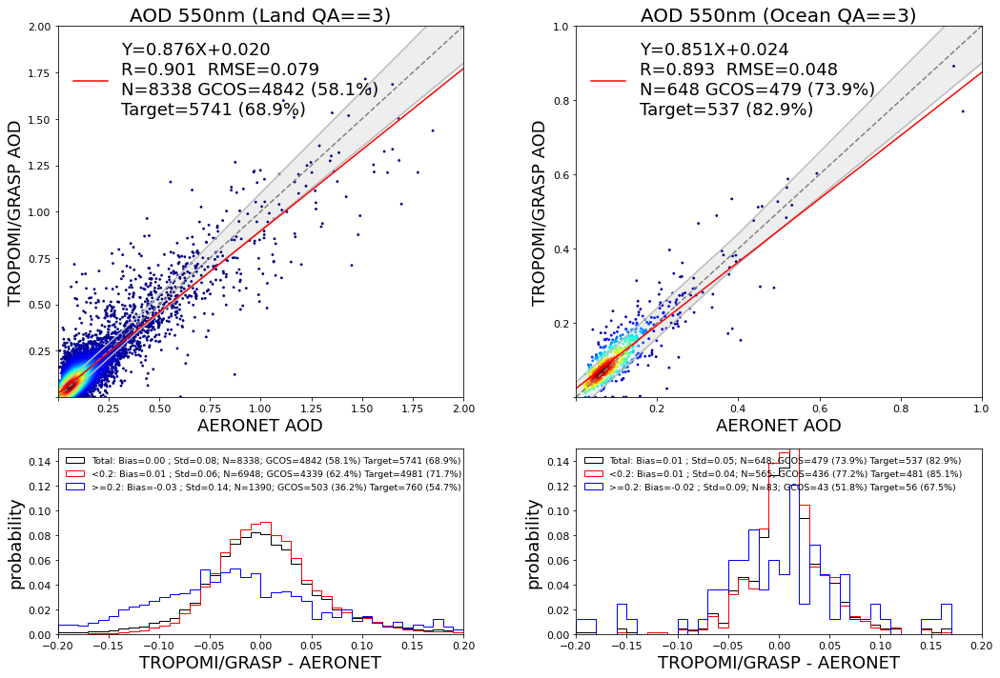 AOD 550nm (Land QA==3)
Y=0.876X+0.020
R=0.901 RMSE=0.079
N=8338 GCOS=4842 (58.1%)
Target=5741 (68.9%)
TROPOMI/GRASP AOD
2.00
1.75
1.50
1.25
1.00
0.75
0.50
0.25
0.25 0.50 0.75 1.00 1.25 1.50 1.75 2.00
AERONET AOD
AOD 550nm (Ocean QA==3)
Y=0.851X+0.024
R=0.893 RMSE=0.048
N=648 GCOS=479 (73.9%)
Target=537 (82.9%)
TROPOMI/GRASP AOD
1.0
0.8
0.6
0.4
0.2
0.2 0.4 0.6 0.8 1.0
AERONET AOD
Total: Bias=0.00 ; Std=0.08; N=8338; GCOS=4842 (58.1%) Target=5741 (68.9%)
<0.2: Bias=0.01 ; Std=0.06; N=6948; GCOS=4339 (62.4%) Target=4981 (71.7%)
>=0.2: Bias=-0.03 ; Std=0.14; N=1390; GCOS=503 (36.2%) Target=760 (54.7%)
probability
0.14
0.12
0.10
0.08
0.06
0.04
0.02
0.00
−0.20 −0.15 −0.10 −0.05 0.00 0.05 0.10 0.15 0.20
TROPOMI/GRASP - AERONET
Total: Bias=0.01 ; Std=0.05; N=648; GCOS=479 (73.9%) Target=537 (82.9%)
<0.2: Bias=0.01 ; Std=0.04; N=565; GCOS=436 (77.2%) Target=481 (85.1%)
>=0.2: Bias=-0.02 ; Std=0.09; N=83; GCOS=43 (51.8%) Target=56 (67.5%)
probability
0.14
0.12
0.10
0.08
0.06
0.04
0.02
0.00
−0.20 −0.15 −0.10 −0.05 0.00 0.05 0.10 0.15 0.20
TROPOMI/GRASP - AERONET